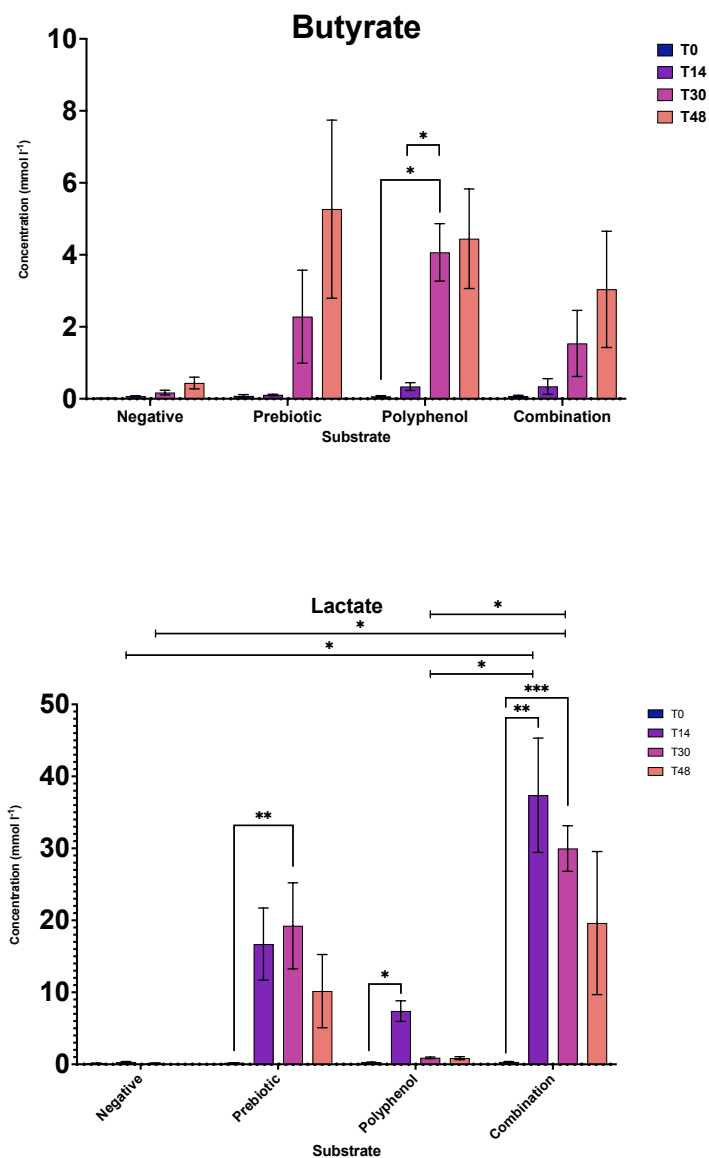 Butyrate
10
8
6
4
2
0
Concentration (mmol l-1)
*
*
T0
T14
T30
T48
Negative Prebiotic Polyphenol Combination
Substrate
Lactate
*
*
*
*
50
40
30
20
10
0
Concentration (mmol l-1)
**
*
***
**
T0
T14
T30
T48
Negative Prebiotic Polyphenol Combination
Substrate